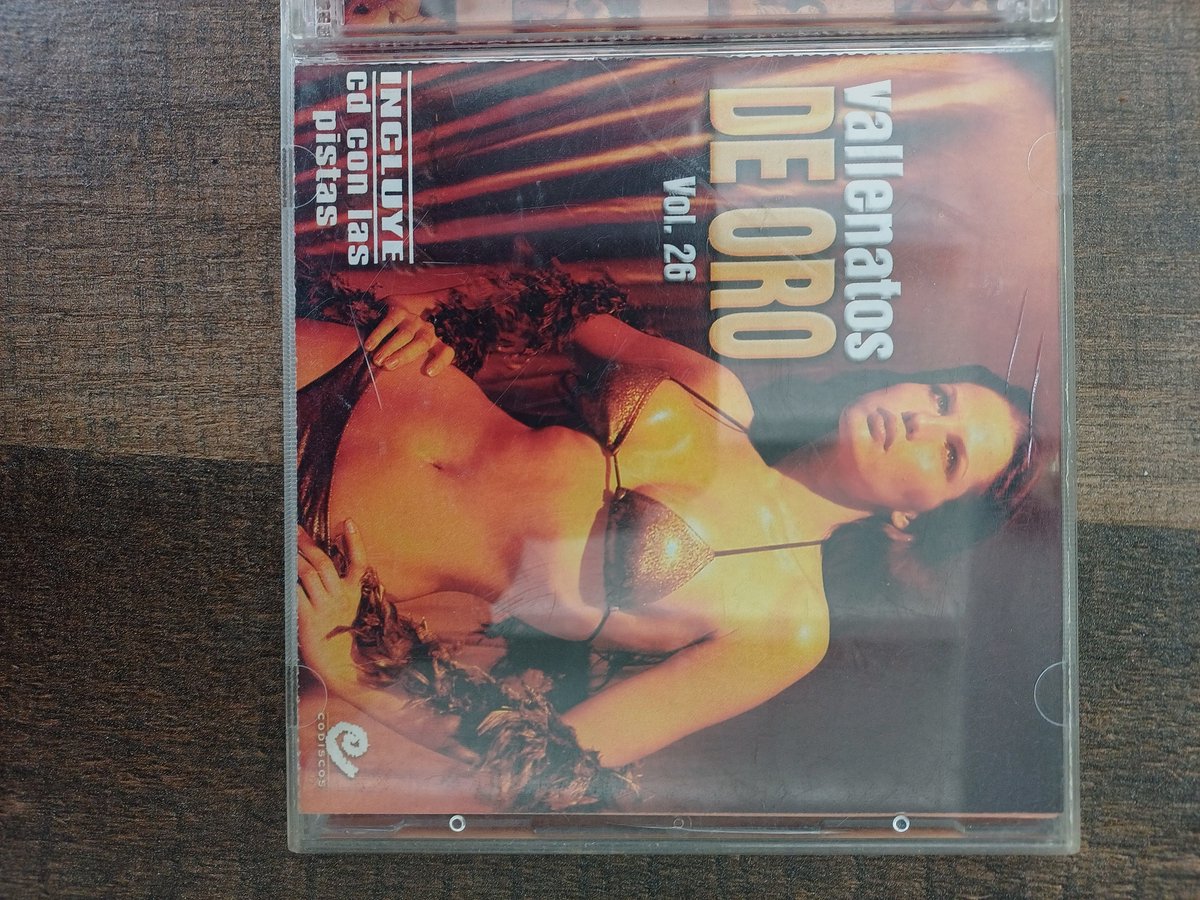 vallenatos
DE ORO
Vol. 26
INCLUYE
cd con las
pistas
CODISCOS